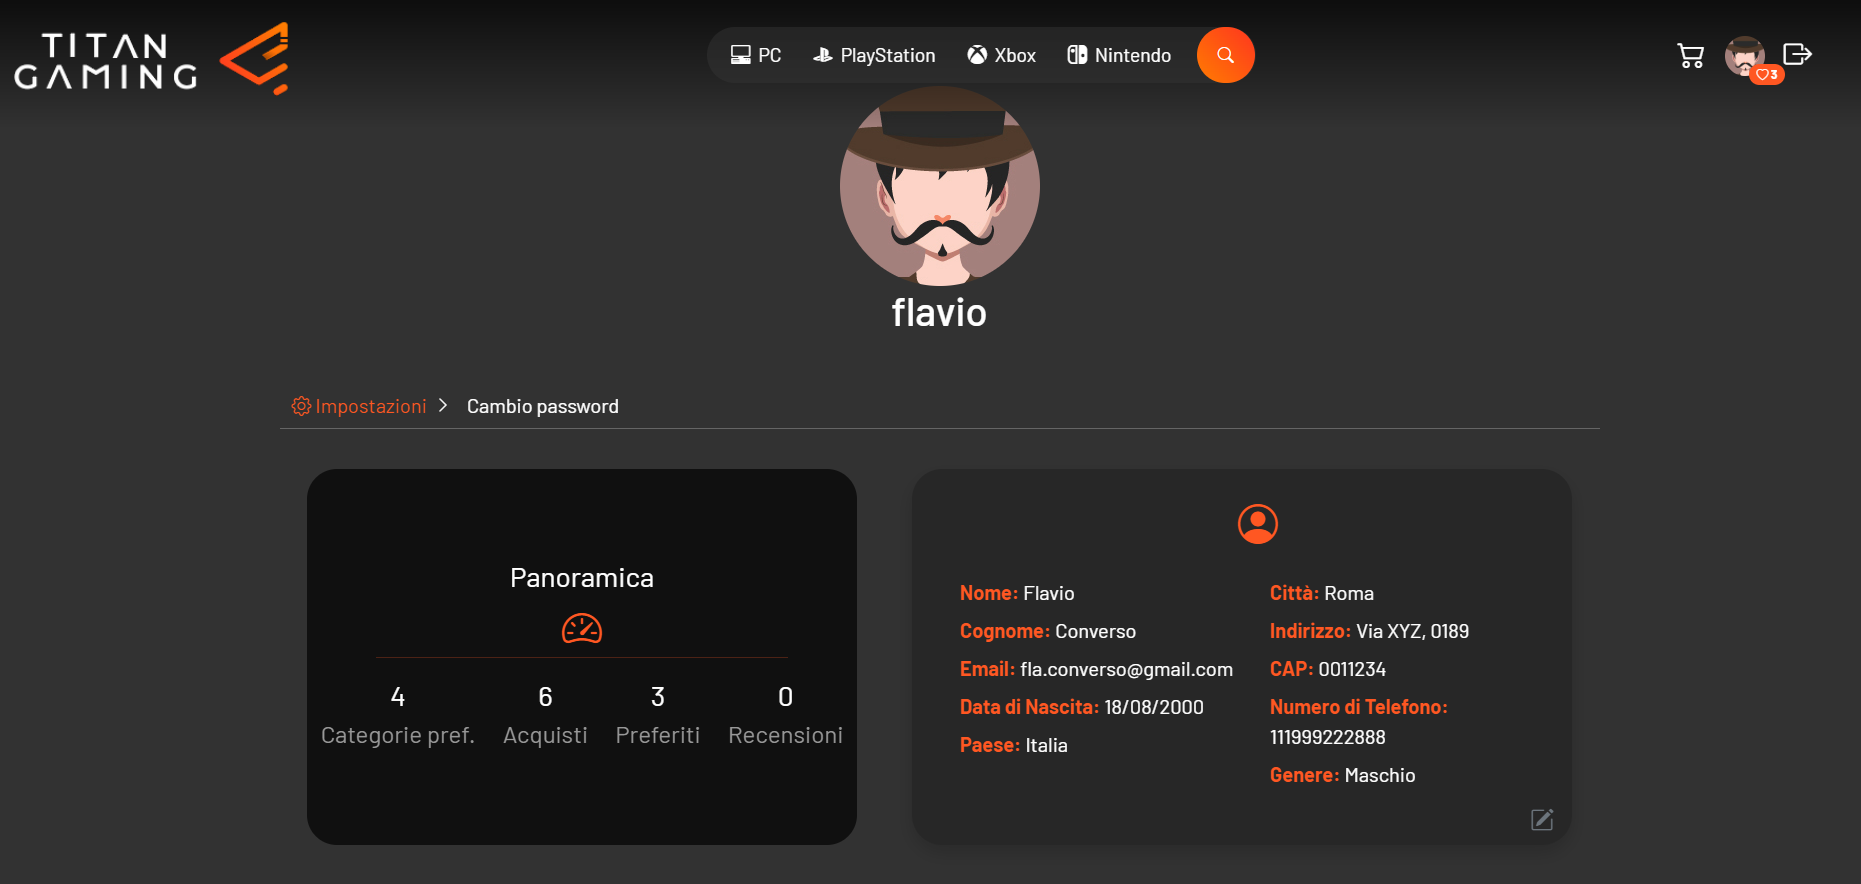 TITAN
GAMING
PC PlayStation Xbox Nintendo
3
flavio
Impostazioni Cambio password
Panoramica
4 6 3 0
Categorie pref. Acquisti Preferiti Recensioni
Nome: Flavio
Cognome: Converso
Email: fla.converso@gmail.com
Data di Nascita: 18/08/2000
Paese: Italia
Città: Roma
Indirizzo: Via XYZ, 0189
CAP: 0011234
Numero di Telefono:
111999222888
Genere: Maschio